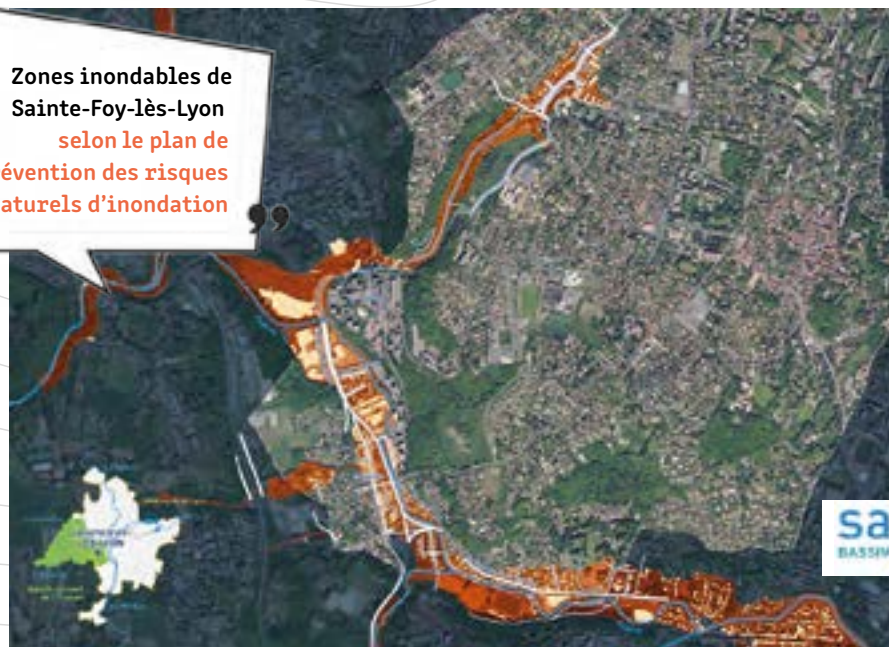 Zones inondables de
Sainte-Foy-lès-Lyon
selon le plan de
évention des risques
aturels d'inondation
”
sa
BASSIN